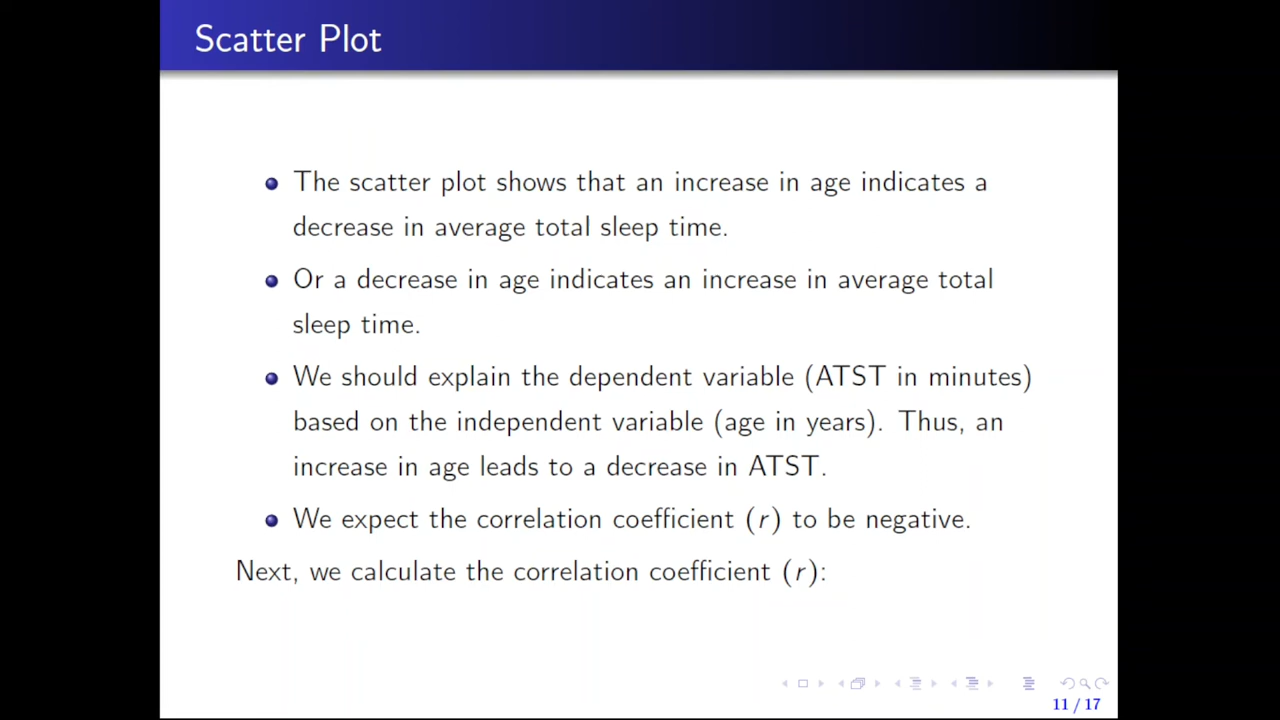 Scatter Plot
The scatter plot shows that an increase in age indicates a
decrease in average total sleep time.
Or a decrease in age indicates an increase in average total
sleep time.
We should explain the dependent variable (ATST in minutes)
based on the independent variable (age in years). Thus, an
increase in age leads to a decrease in ATST.
We expect the correlation coefficient (r) to be negative.
Next, we calculate the correlation coefficient (r):
11 / 17